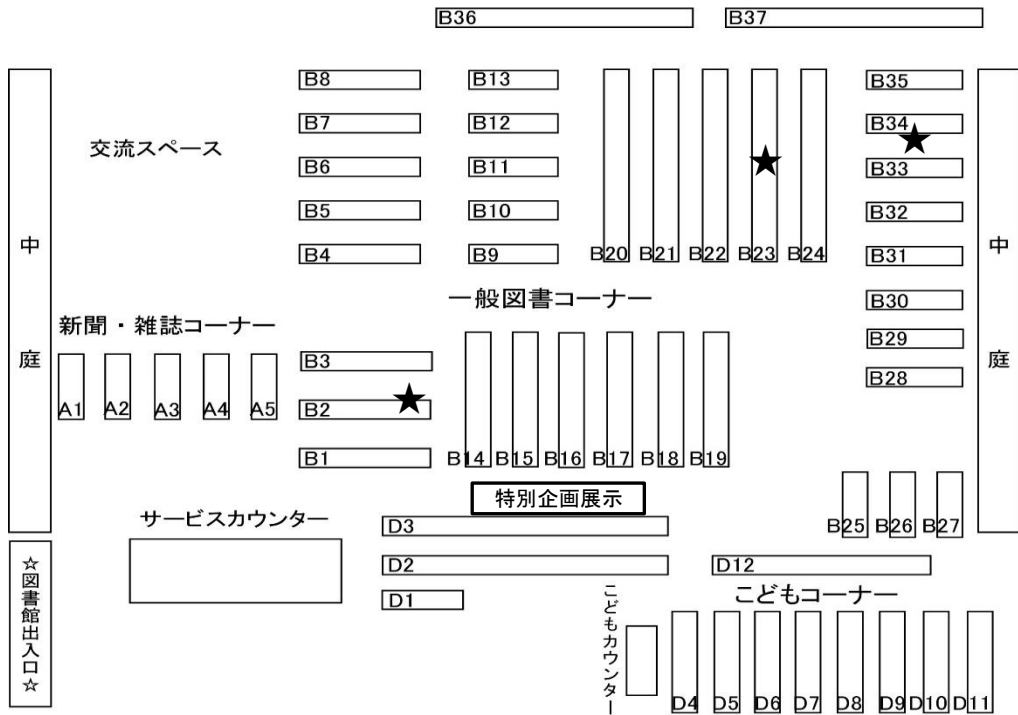 B36
B37
B8
B13
B35
B7
B12
B34
交流スペース
B6
B11
B33
B5
B10
B32
中
庭
B4
B9
B20
B21
B22
B23
B24
B31
中
庭
一般図書コーナー
B30
新聞・雑誌コーナー
B29
B3
B28
A1
A2
A3
A4
A5
B2
B1
B14
B15
B16
B17
B18
B19
特別企画展示
サービスカウンター
D3
B25
B26
B27
D2
D12
☆図書館出入口☆
D1
こどもカウンター
こどもコーナー
D4
D5
D6
D7
D8
D9
D10
D11